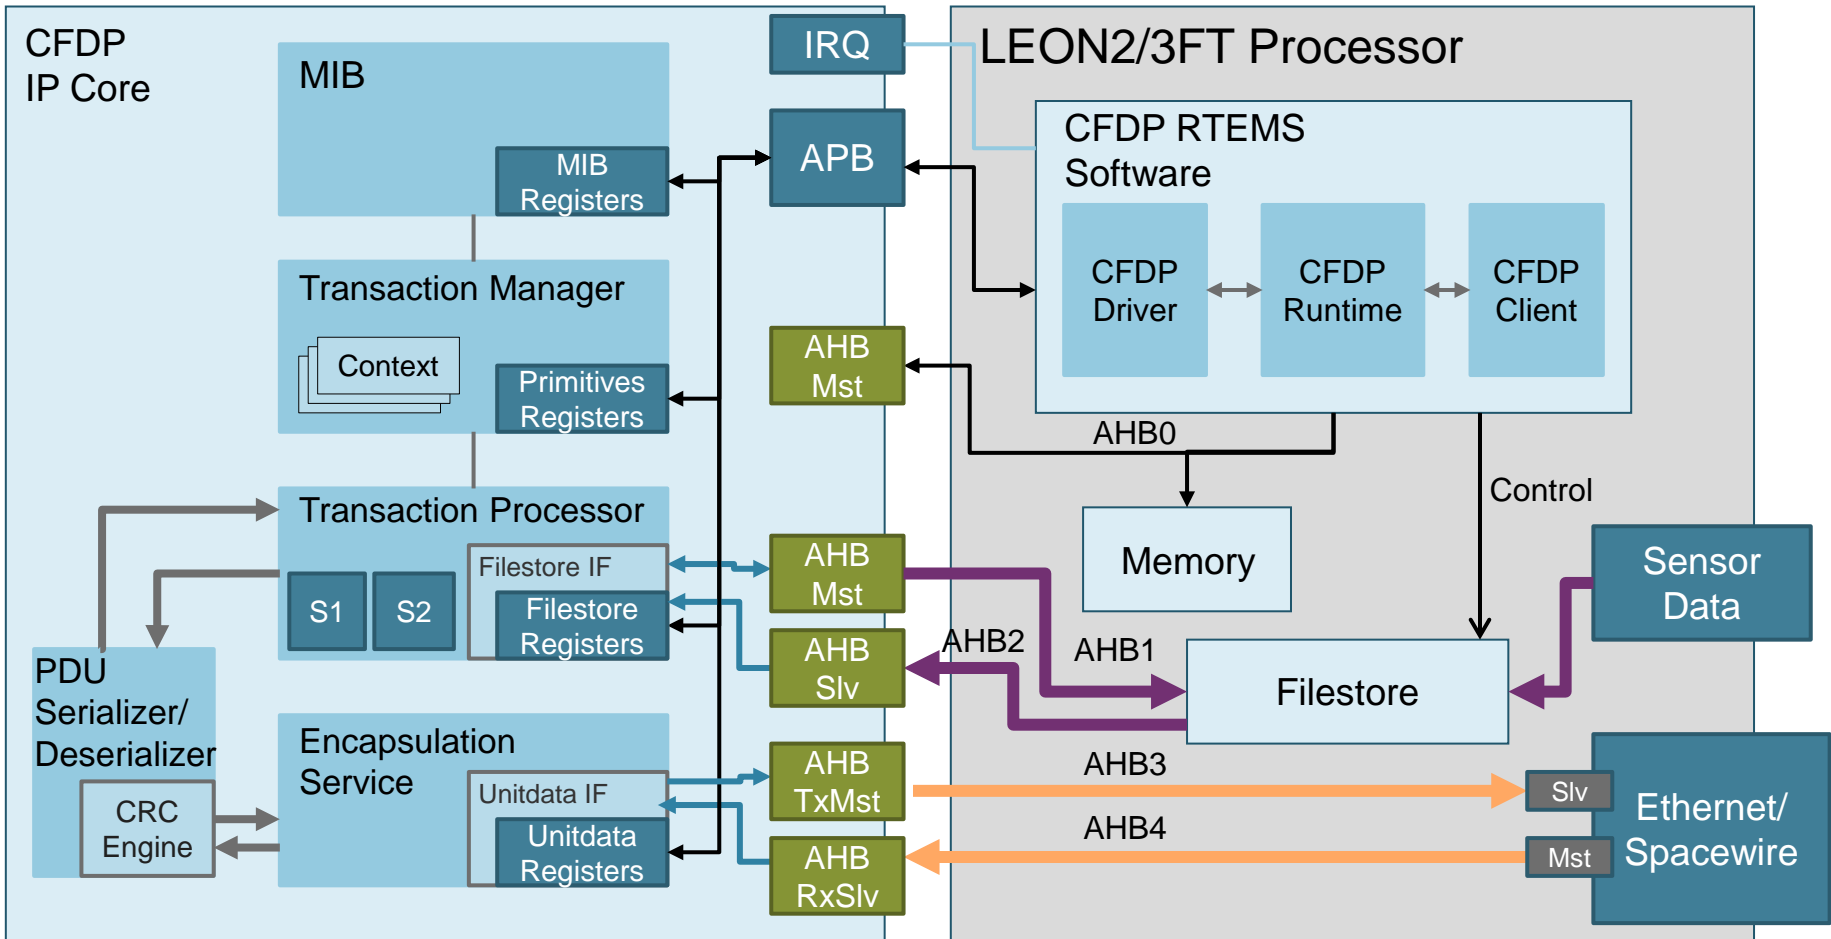 CFDP
IP Core
MIB
MIB
Registers
Transaction Manager
Context
Primitives
Registers
Transaction Processor
Filestore IF
S1
S2
Filestore
Registers
PDU
Serializer/
Deserializer
CRC
Engine
Encapsulation
Service
Unitdata IF
Unitdata
Registers
IRQ
APB
AHB
Mst
AHB
Mst
AHB
Slv
AHB
TxMst
AHB
RxSlv
LEON2/3FT Processor
CFDP RTEMS
Software
CFDP
Driver
CFDP
Runtime
CFDP
Client
AHB0
Control
Memory
AHB2
AHB1
Filestore
Sensor
Data
AHB3
AHB4
Slv
Mst
Ethernet/
Spacewire